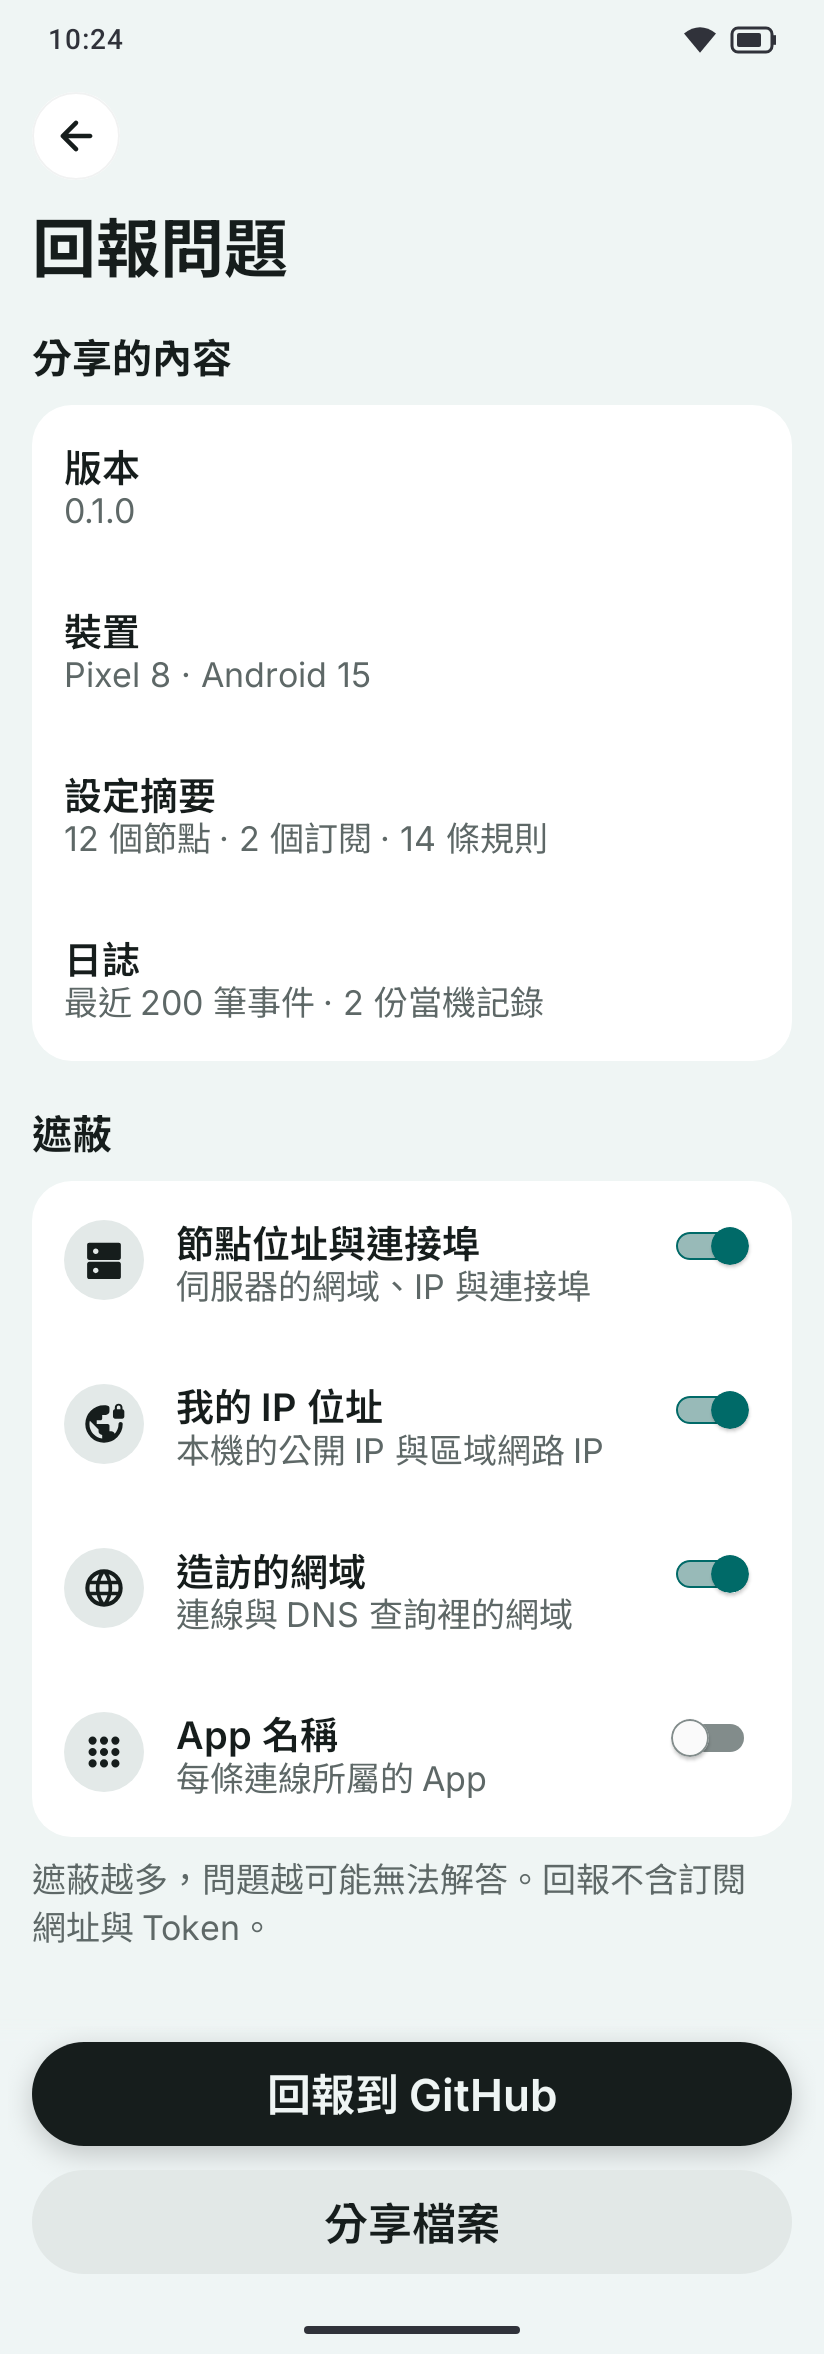 10:24
回報問題
分享的內容
版本
0.1.0
裝置
Pixel 8 · Android 15
設定摘要
12 個節點 · 2 個訂閱 · 14 條規則
日誌
最近 200 筆事件 · 2 份當機記錄
遮蔽
節點位址與連接埠
伺服器的網域、IP 與連接埠
我的 IP 位址
本機的公開 IP 與區域網路 IP
造訪的網域
連線與 DNS 查詢裡的網域
App 名稱
每條連線所屬的 App
遮蔽越多，問題越可能無法解答。回報不含訂閱
網址與 Token。
回報到 GitHub
分享檔案